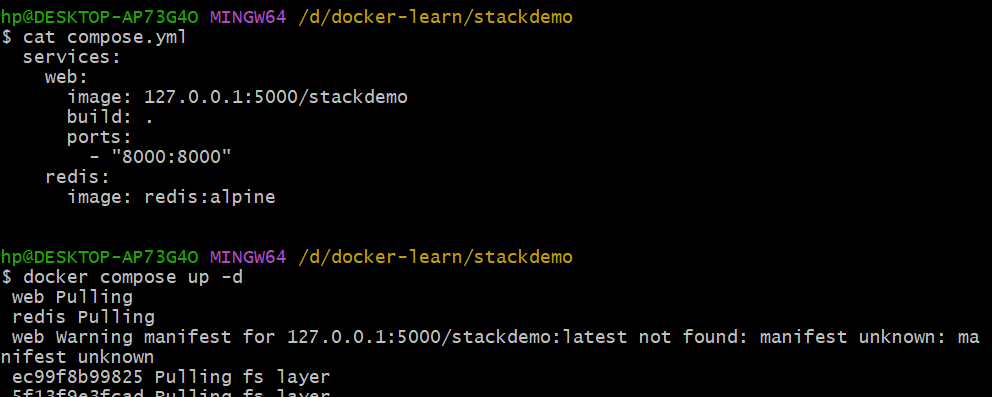 hp@DESKTOP-AP73G4O MINGW64 /d/docker-learn/stackdemo
$ cat compose.yml
  services:
    web:
      image: 127.0.0.1:5000/stackdemo
      build: .
      ports:
        - "8000:8000"
    redis:
      image: redis:alpine
hp@DESKTOP-AP73G4O MINGW64 /d/docker-learn/stackdemo
$ docker compose up -d
 web Pulling
 redis Pulling
 web Warning manifest for 127.0.0.1:5000/stackdemo:latest not found: manifest unknown: ma
nifest unknown
 ec99f8b99825 Pulling fs layer
 5f13f9e3fcad Pulling fs layer